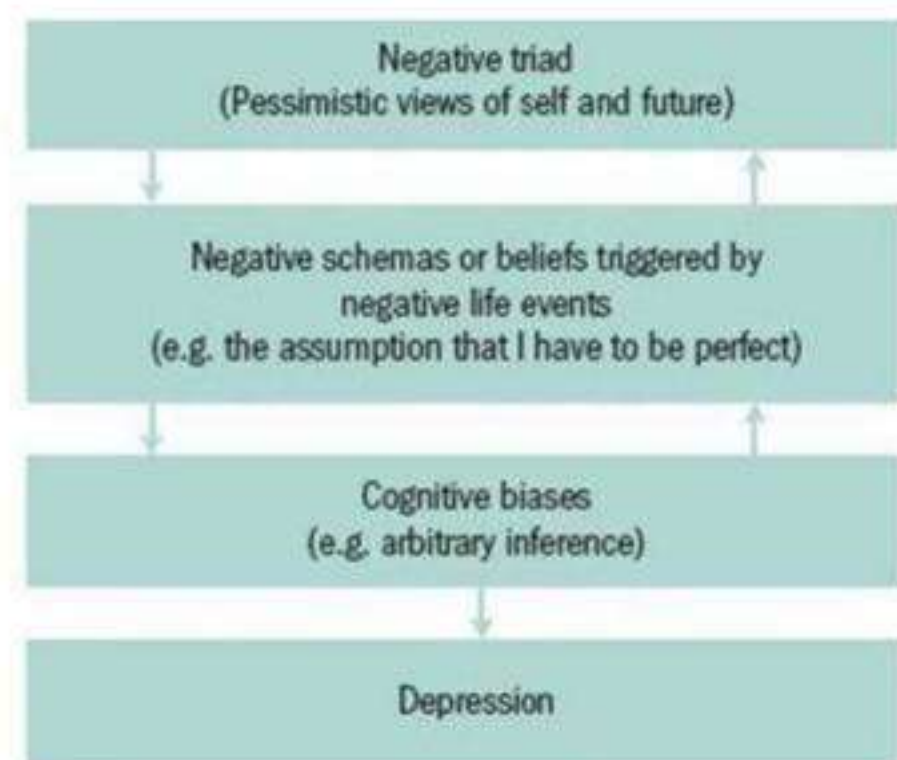 Negative triad
(Pessimistic views of self and future)
Negative schemas or beliefs triggered by
negative life events
(e.g. the assumption that I have to be perfect)
Cognitive biases
(e.g. arbitrary inference)
Depression